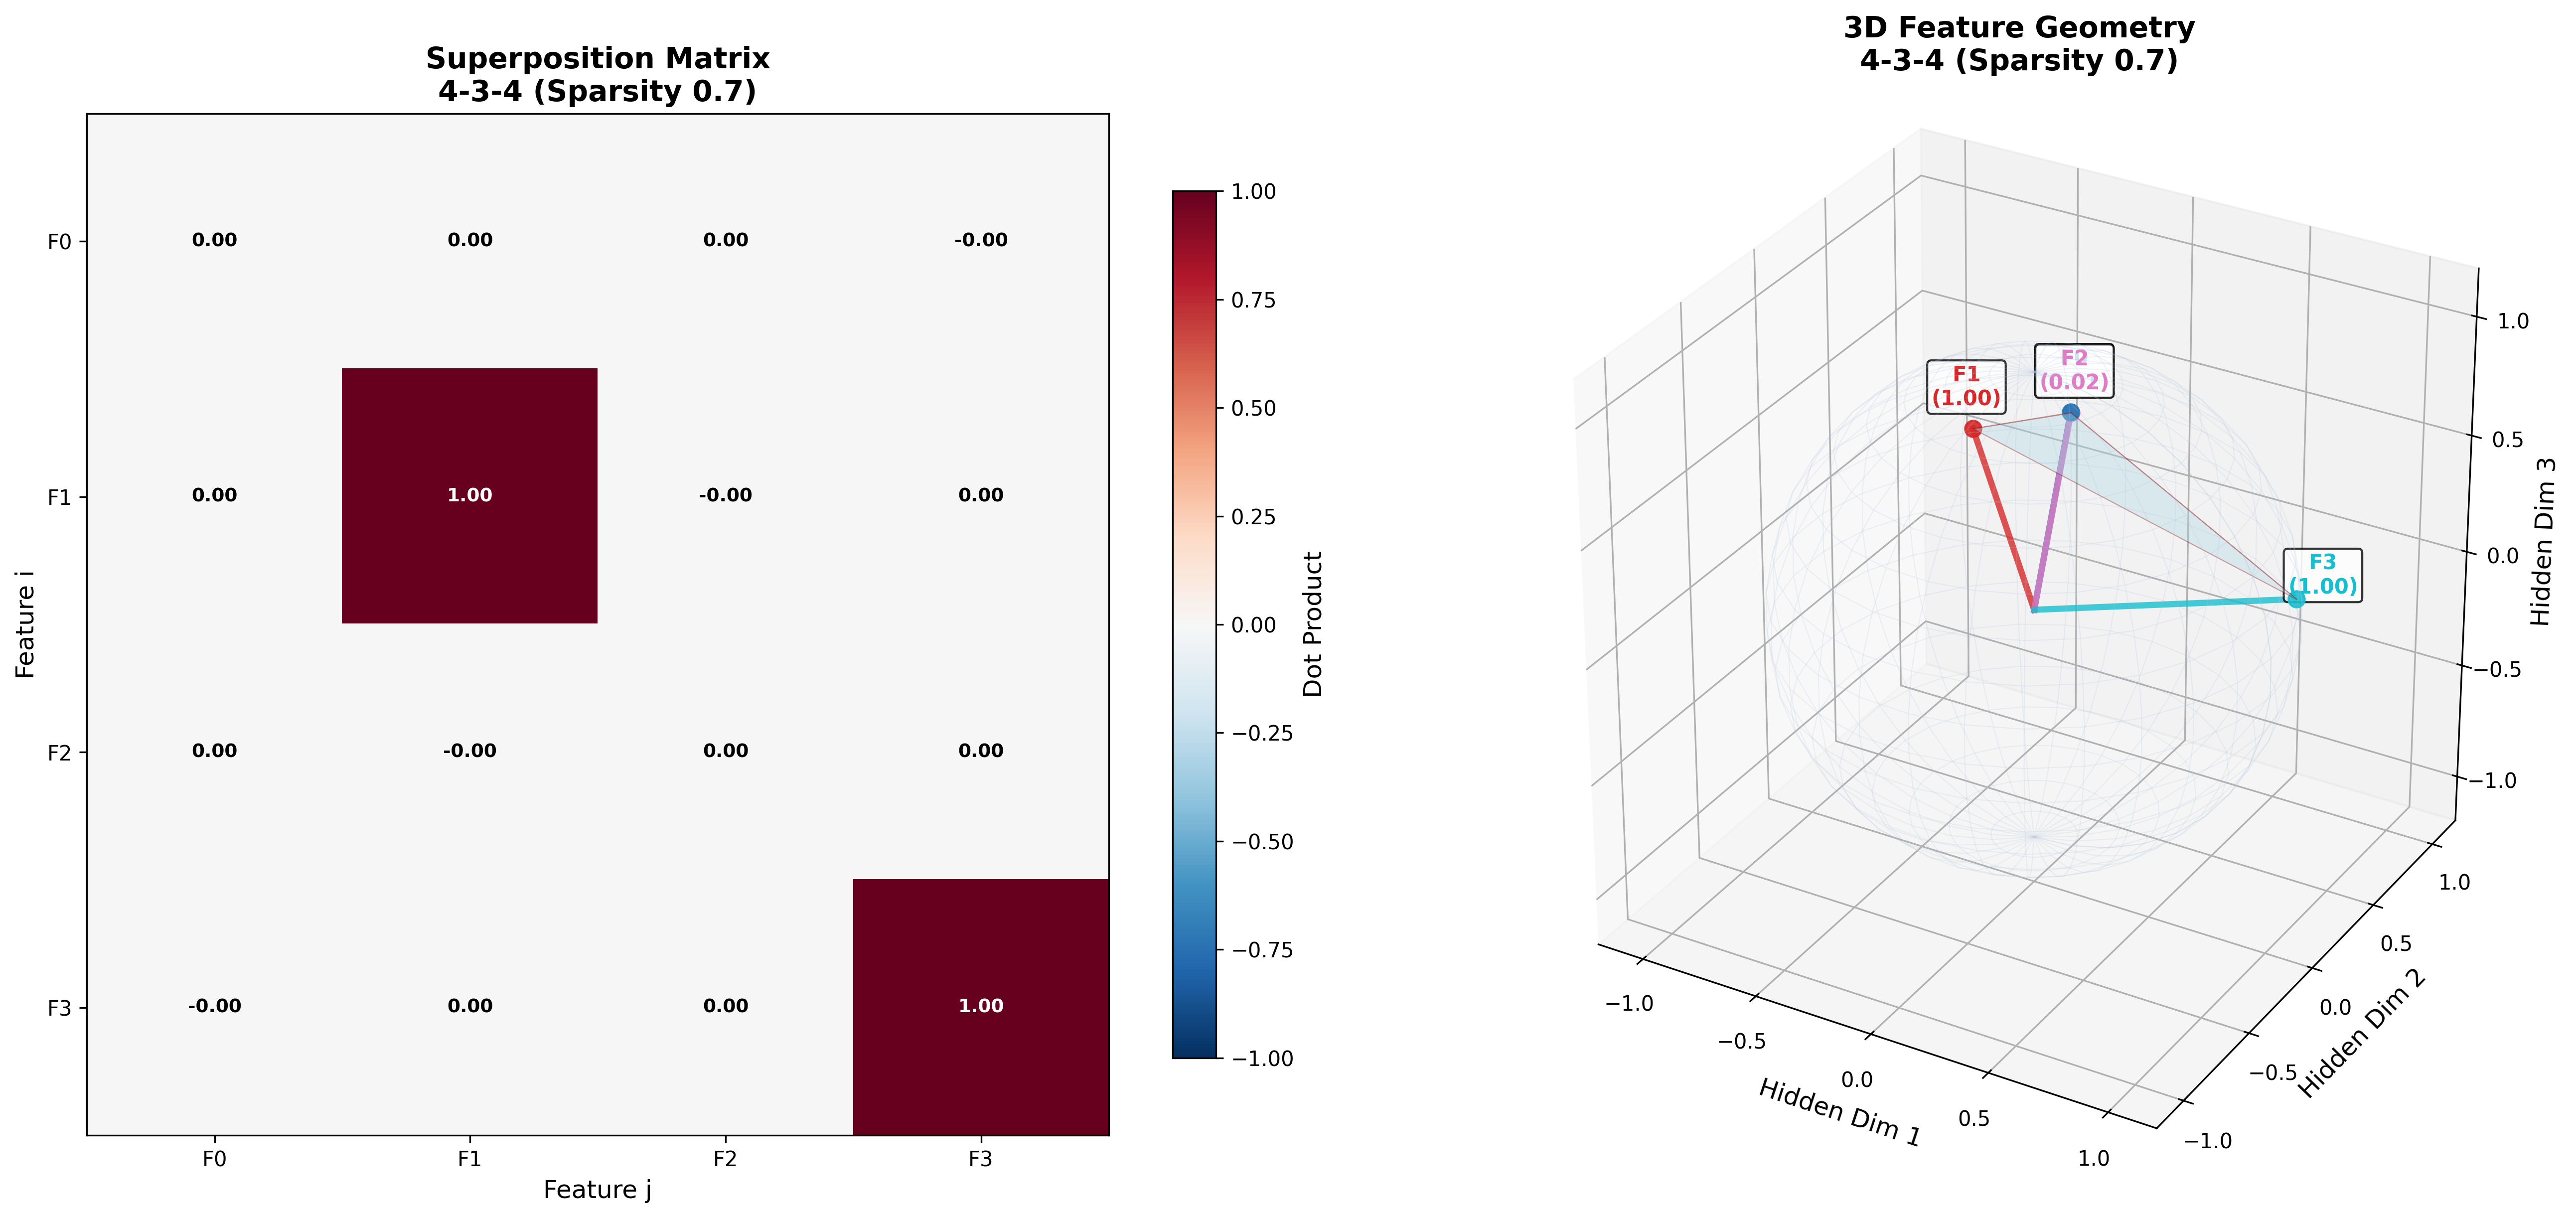 Superposition Matrix
4-3-4 (Sparsity 0.7)
F0
F1
F2
F3
Feature i
0.00
0.00
0.00
-0.00
0.00
1.00
-0.00
0.00
0.00
-0.00
0.00
0.00
-0.00
0.00
0.00
1.00
F0
F1
F2
F3
Feature j
1.00
0.75
0.50
0.25
0.00
−0.25
−0.50
−0.75
−1.00
Dot Product
3D Feature Geometry
4-3-4 (Sparsity 0.7)
F1
(1.00)
F2
(0.02)
F3
(1.00)
1.0
0.5
0.0
−0.5
−1.0
Hidden Dim 3
−1.0
−0.5
0.0
0.5
1.0
Hidden Dim 1
1.0
0.5
0.0
−0.5
−1.0
Hidden Dim 2